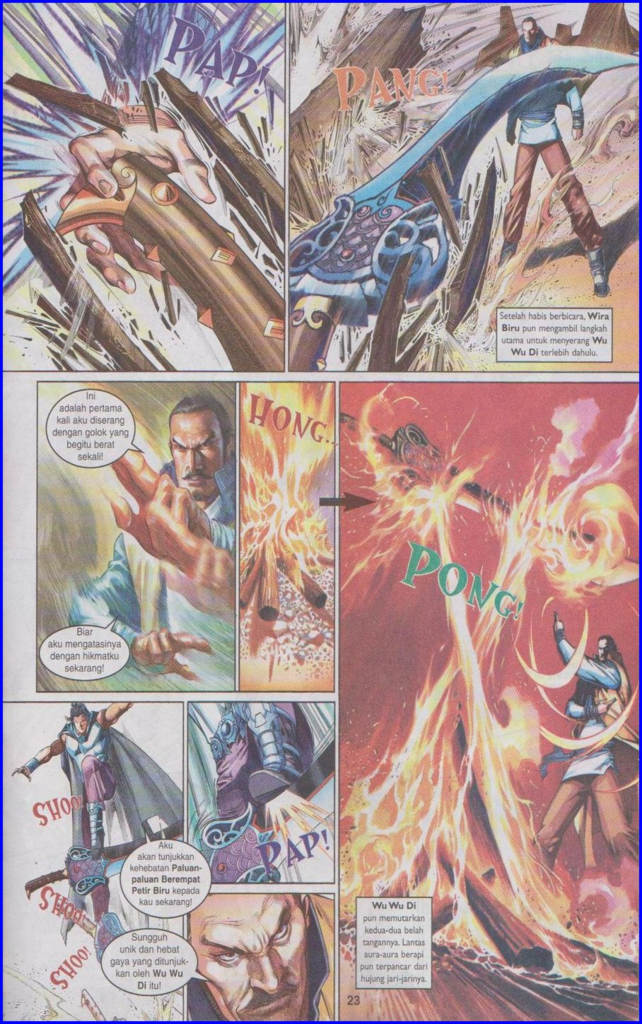 PAP!
PANG!
Setelah habis berbicara, Wira
Biru pun mengambil langkah
utama untuk menyerang Wu
Wu Di terlebih dahulu.
Ini
adalah pertama
kali aku diserang
dengan golok yang
begitu berat
sekali!
Biar
aku mengatasinya
dengan hikmatku
sekarang!
HONG...
PONG!
Wu Wu Di
pun memutarkan
kedua-dua belah
tangannya. Lantas
aura-aura berapi
pun terpancar dari
hujung jari-jarinya.
SHOO!
SHOO!
SHOO!
Aku
akan tunjukkan
kehebatan Paluan-
paluan Berempat
Petir Biru kepada
kau sekarang!
PAP!
Sungguh
unik dan hebat
gaya yang ditunjuk-
kan oleh Wu Wu
Di itu!
23